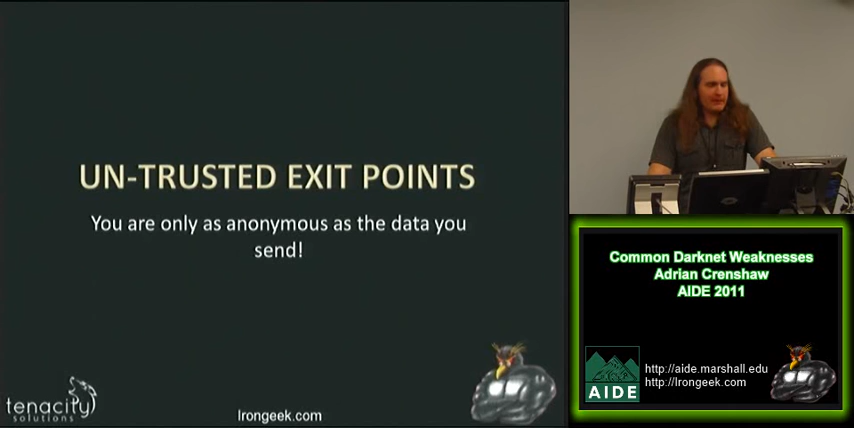 UN-TRUSTED EXIT POINTS
You are only as anonymous as the data you
send!
tenacity
solutions
Irongeek.com
Common Darknet Weaknesses
Adrian Crenshaw
AIDE 2011
AIDE
http://aide.marshall.edu
http://Irongeek.com